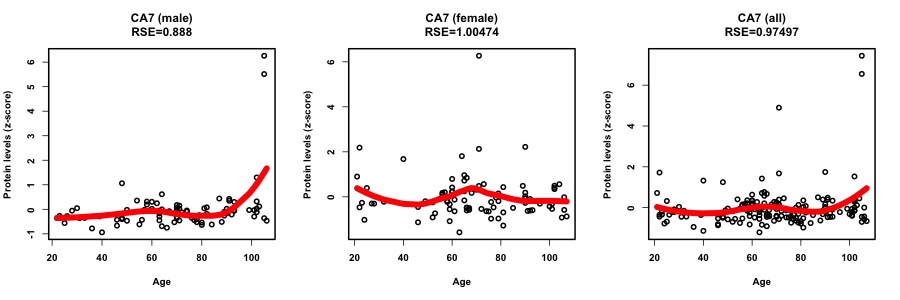 CA7 (male)
RSE=0.888
Protein levels (z-score)
6
5
4
3
2
1
0
-1
20 40 60 80 100
Age
CA7 (female)
RSE=1.00474
Protein levels (z-score)
6
4
2
0
20 40 60 80 100
Age
CA7 (all)
RSE=0.97497
Protein levels (z-score)
6
4
2
0
20 40 60 80 100
Age